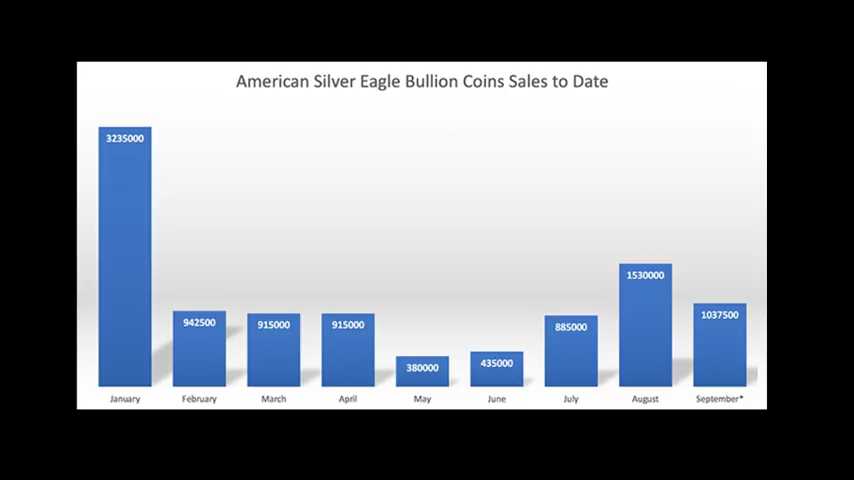 American Silver Eagle Bullion Coins Sales to Date
3235000
942500
915000
915000
380000
435000
885000
1530000
1037500
January
February
March
April
May
June
July
August
September*